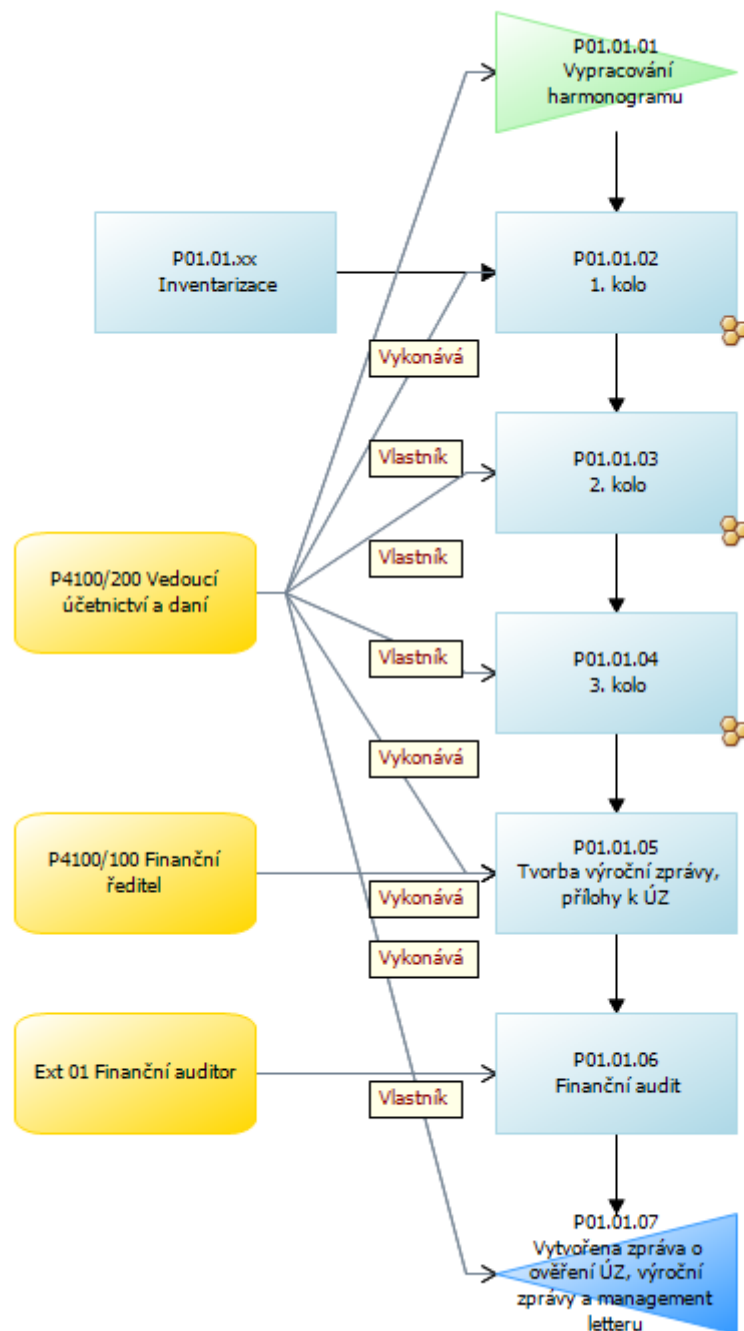 P01.01.01
Vypracování
harmonogramu
P01.01.xx
Inventarizace
P01.01.02
1. kolo
Vykonává
Vlastník
P01.01.03
2. kolo
Vlastník
P4100/200 Vedoucí
účetnictví a daní
Vlastník
P01.01.04
3. kolo
Vykonává
P4100/100 Finanční
ředitel
P01.01.05
Tvorba výroční zprávy,
přílohy k ÚZ
Vykonává
Vykonává
Ext 01 Finanční auditor
P01.01.06
Finanční audit
Vlastník
P01.01.07
Vytvořena zpráva o
ověření ÚZ, výroční
zprávy a management
letteru